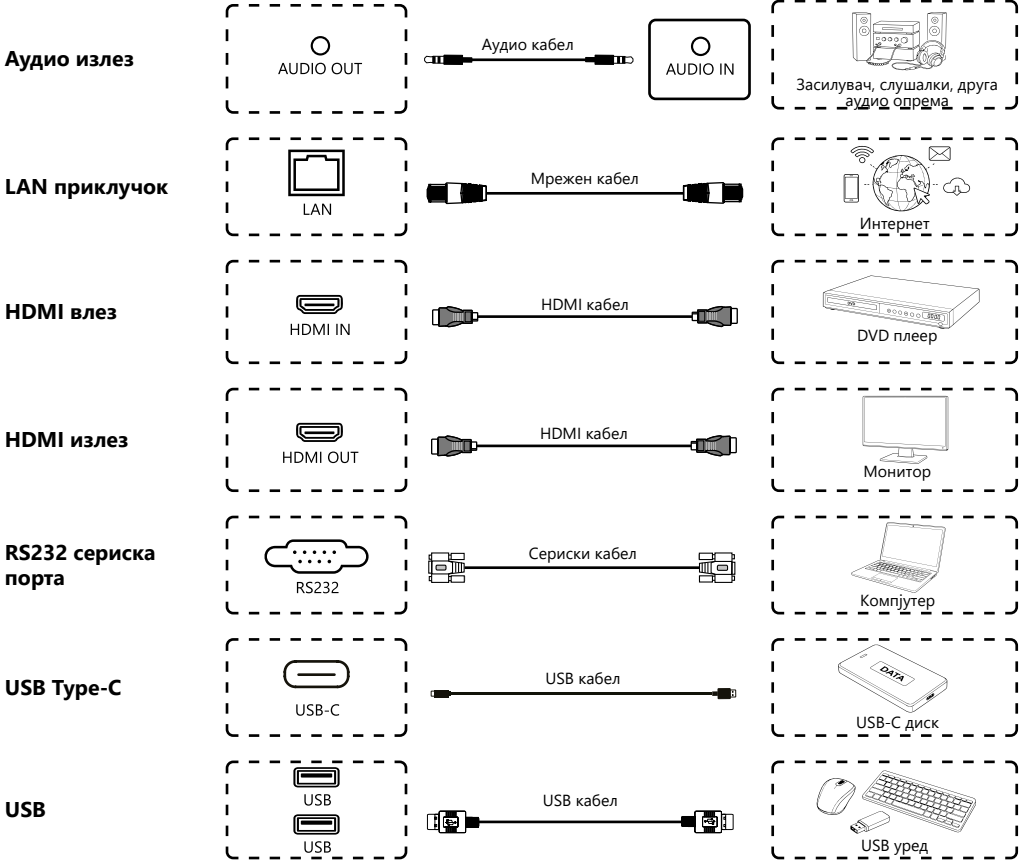 Аудио излез
AUDIO OUT
Аудио кабел
AUDIO IN
Засилувач, слушалки, друга
аудио опрема
LAN приклучок
LAN
Мрежен кабел
Интернет
HDMI влез
HDMI IN
HDMI кабел
DVD плеер
HDMI излез
HDMI OUT
HDMI кабел
Монитор
RS232 сериска
порта
RS232
Сериски кабел
Компјутер
USB Type-C
USB-C
USB кабел
DATA
USB-C диск
USB
USB
USB
USB кабел
USB уред